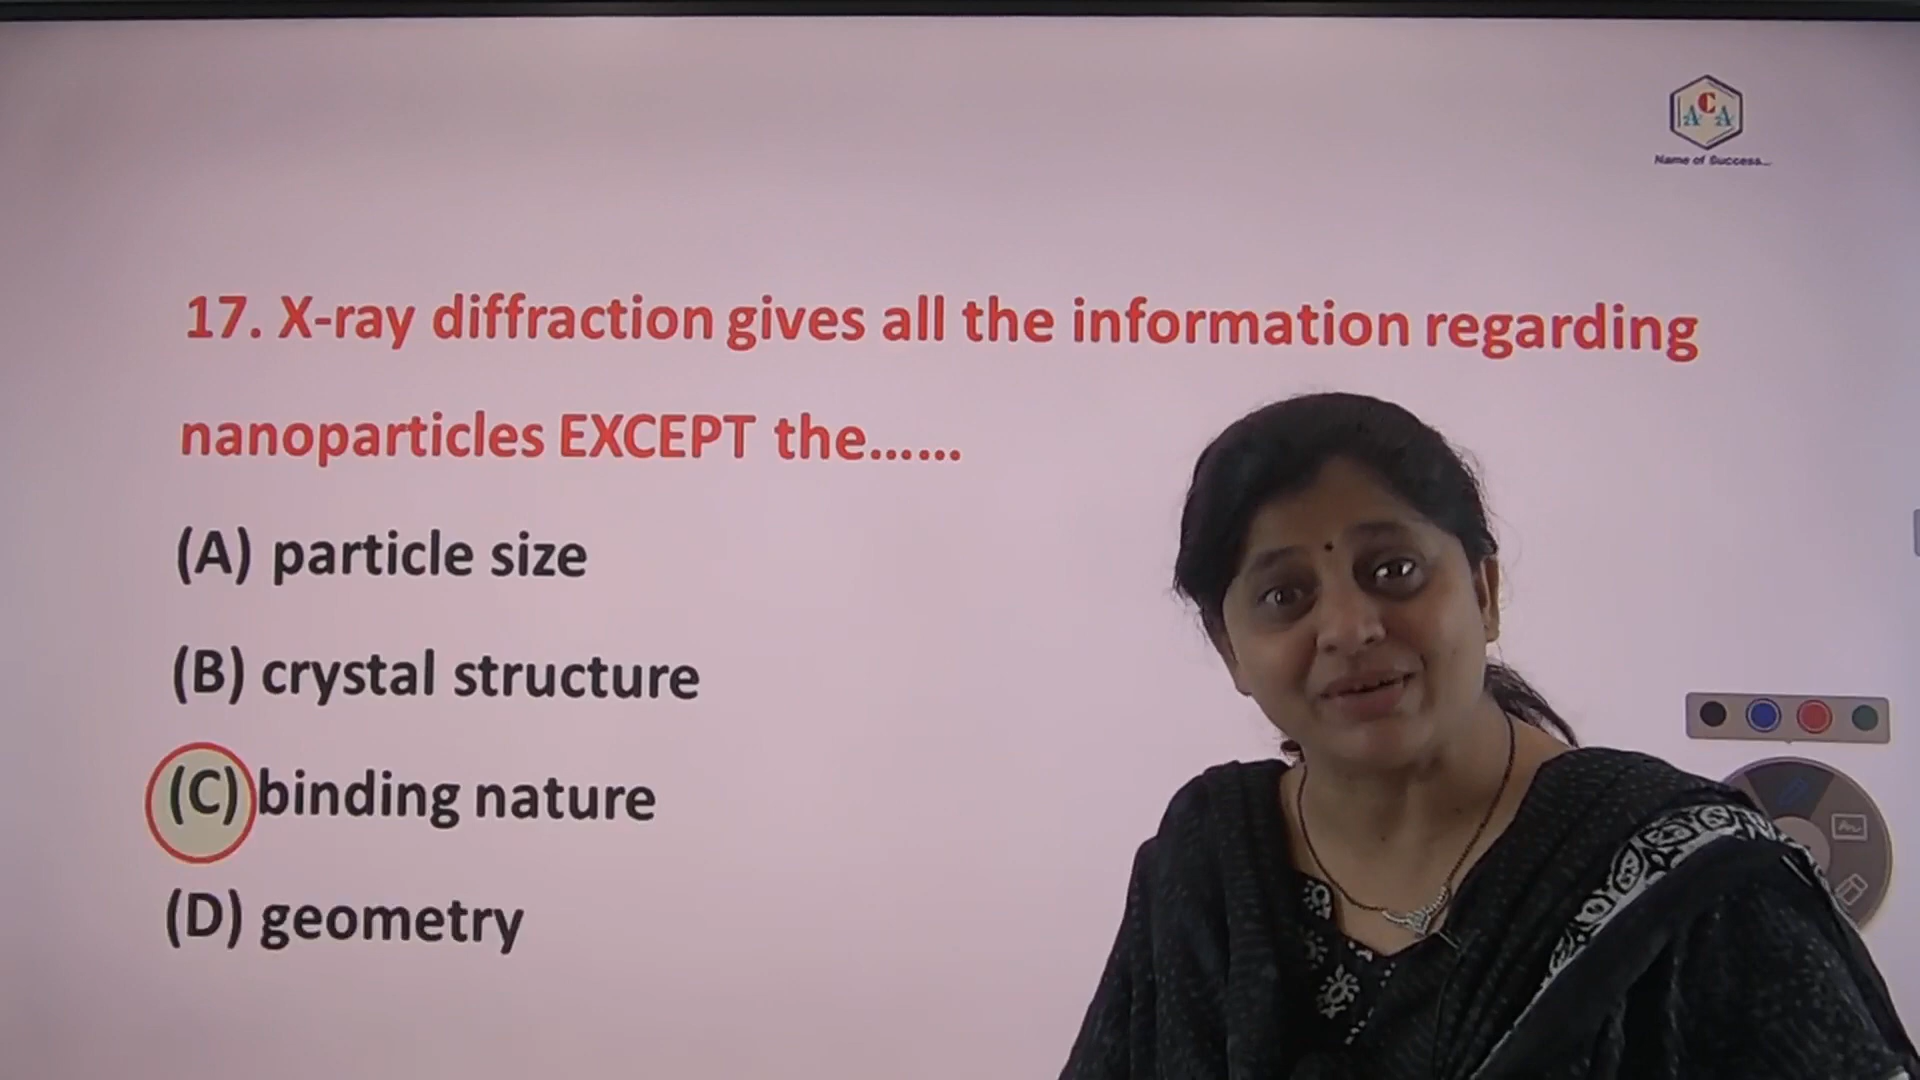 A C A
Name of Success...
17. X-ray diffraction gives all the information regarding
nanoparticles EXCEPT the......
(A) particle size
(B) crystal structure
(C) binding nature
(D) geometry